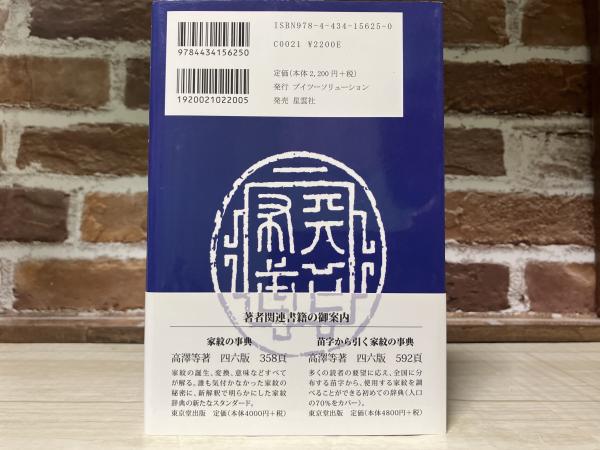 ISBN978-4-434-15625-0
C0021 ¥2200E
9784434156250
1920021022005
定価(本体2,200円+税)
発行 ブイツーソリューション
発売 星雲社
著者関連書籍の御案内
家紋の事典
高澤等著 四六版 358頁
家紋の誕生、変換、意味などすべて
が解る。誰も気付かなかった家紋の
秘密に、新解釈で明らかにした家紋
辞典の新たなスタンダード。
東京堂出版 定価(本体4000円+税)
苗字から引く家紋の事典
高澤等著 四六版 592頁
多くの読者の要望に応え、全国に分
布する苗字から、使用する家紋を調
べることができる初めての辞典(人口
の70%をカバー)。
東京堂出版 定価(本体4800円+税)